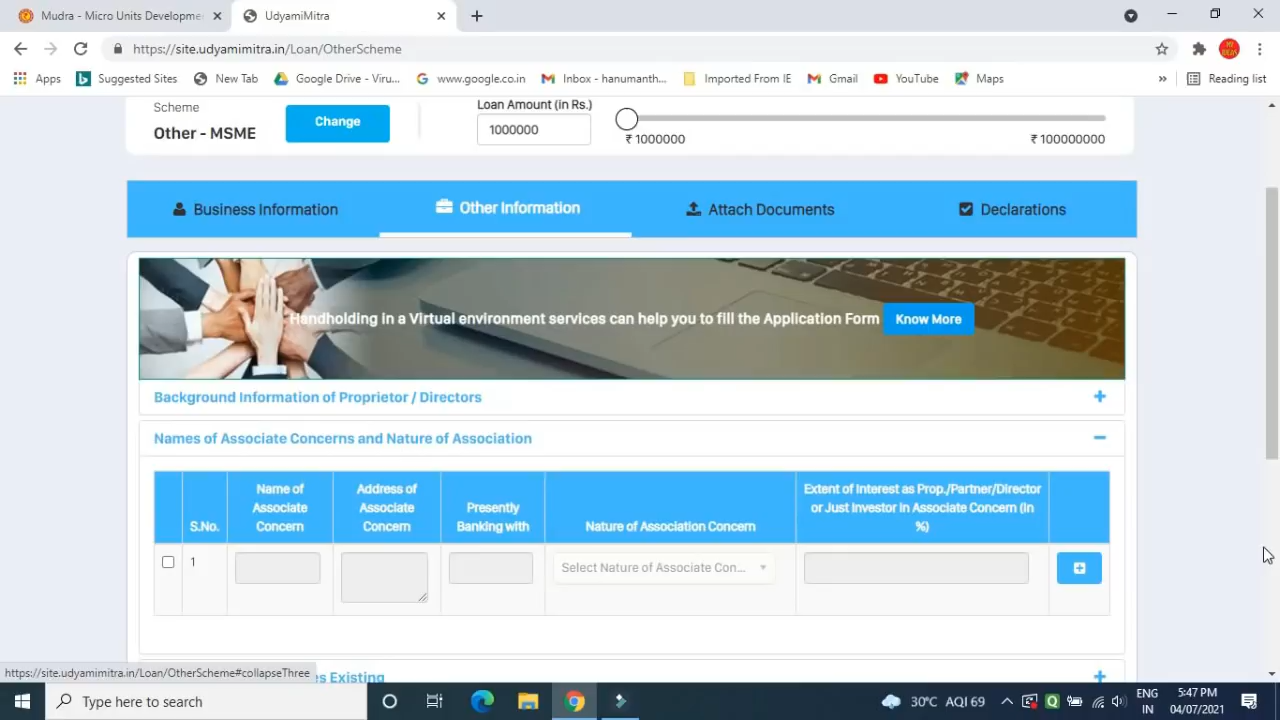 Mudra - Micro Units Developme
UdyamiMitra
https://site.udyamimitra.in/Loan/OtherScheme
Apps
Suggested Sites
New Tab
Google Drive - Viru...
www.google.co.in
Inbox - hanumanth...
Imported From IE
Gmail
YouTube
Maps
»
Reading list
Scheme
Other - MSME
Change
Loan Amount (in Rs.)
1000000
₹ 1000000
₹ 100000000
Business Information
Other Information
Attach Documents
Declarations
Handholding in a Virtual environment services can help you to fill the Application Form
Know More
Background Information of Proprietor / Directors
Names of Associate Concerns and Nature of Association
S.No.
Name of
Associate
Concern
Address of
Associate
Concern
Presently
Banking with
Nature of Association Concern
Extent of Interest as Prop./Partner/Director
or Just Investor in Associate Concern (In
%)
1
Select Nature of Associate Con...
https://site.udyamimitra.in/Loan/OtherScheme#collapseThree
es Existing
Type here to search
30°C AQI 69
ENG
IN
5:47 PM
04/07/2021